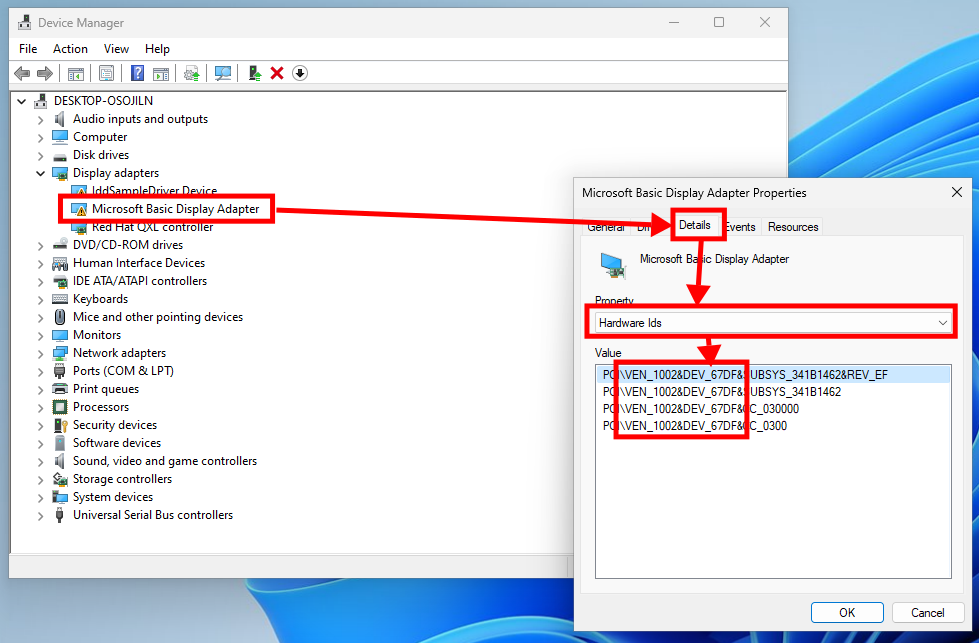 Device Manager
File Action View Help
DESKTOP-OSOJILN
Audio inputs and outputs
Computer
Disk drives
Display adapters
IddSampleDriver Device
Microsoft Basic Display Adapter
Red Hat QXL controller
DVD/CD-ROM drives
Human Interface Devices
IDE ATA/ATAPI controllers
Keyboards
Mice and other pointing devices
Monitors
Network adapters
Ports (COM & LPT)
Print queues
Processors
Security devices
Software devices
Sound, video and game controllers
Storage controllers
System devices
Universal Serial Bus controllers
Microsoft Basic Display Adapter Properties
General Details Events Resources
Microsoft Basic Display Adapter
Property
Hardware Ids
Value
PCI\VEN_1002&DEV_67DF&SUBSYS_341B1462&REV_EF
PCI\VEN_1002&DEV_67DF&SUBSYS_341B1462
PCI\VEN_1002&DEV_67DF&CC_030000
PCI\VEN_1002&DEV_67DF&CC_0300
OK Cancel